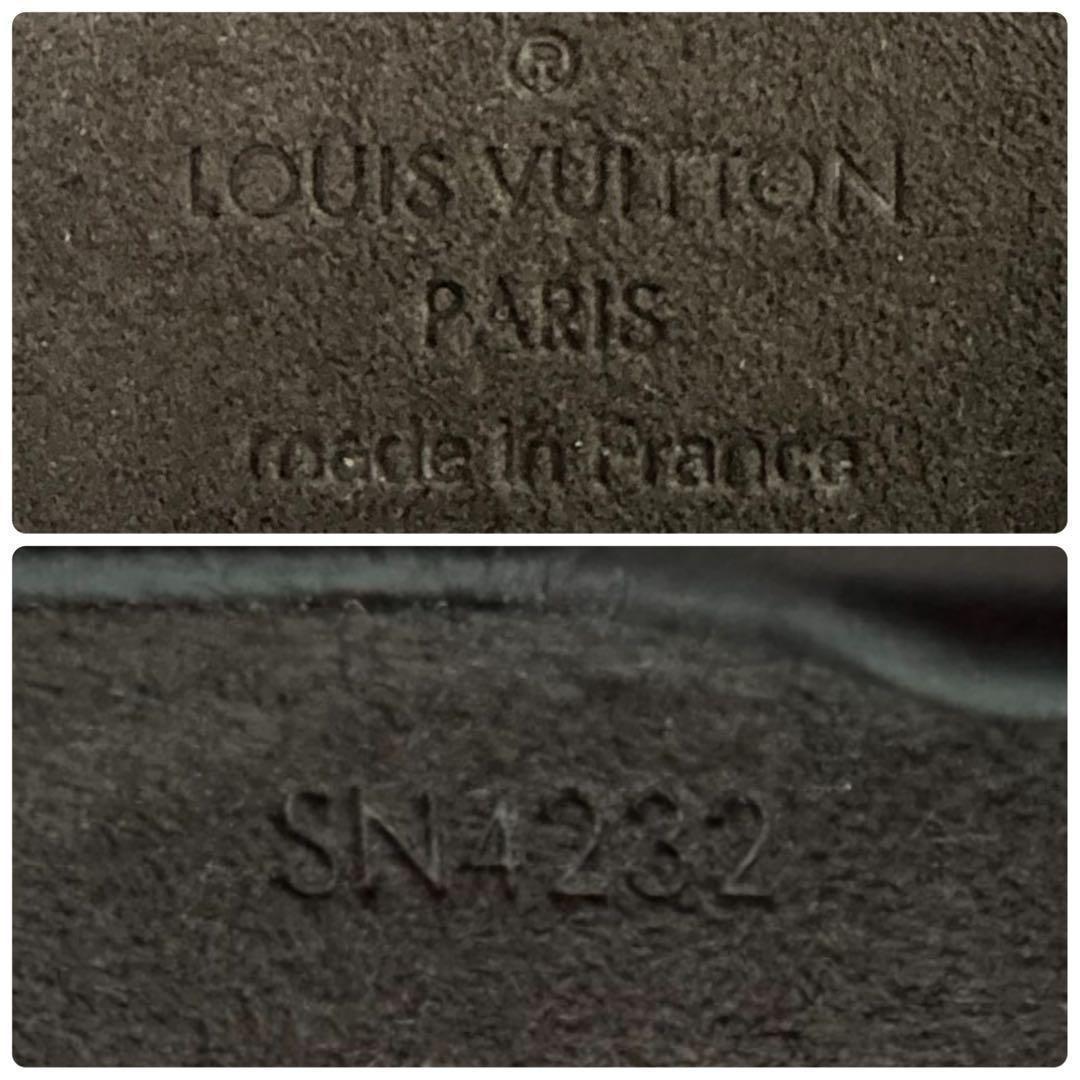 ®
LOUIS VUITTON
PARIS
made in France
SN4232